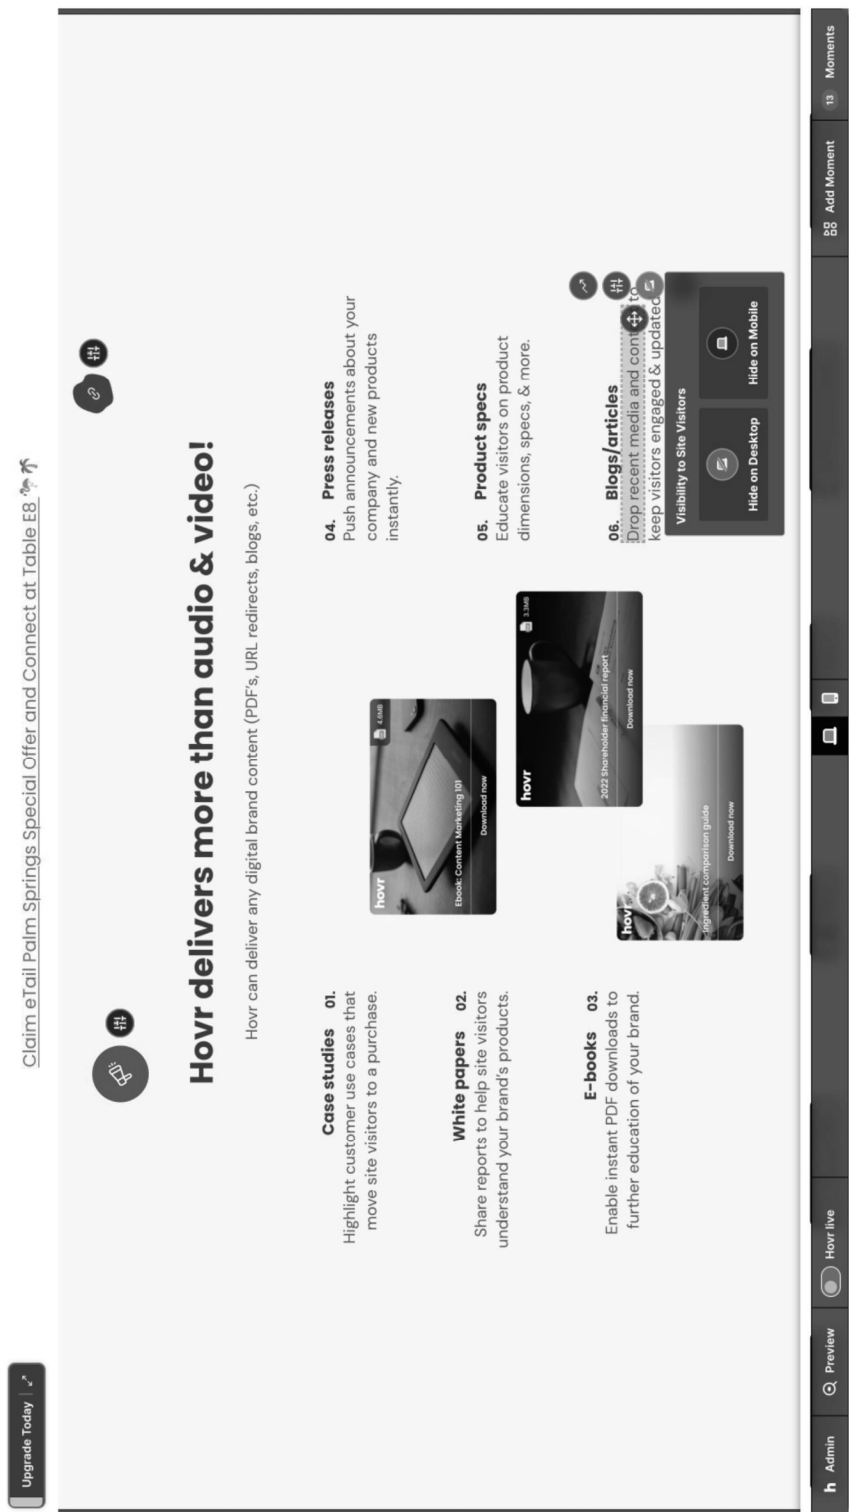 Upgrade Today
Claim eTail Palm Springs Special Offer and Connect at Table E8 🌴
Hovr delivers more than audio & video!
Hovr can deliver any digital brand content (PDF's, URL redirects, blogs, etc.)
Case studies 01.
Highlight customer use cases that
move site visitors to a purchase.
White papers 02.
Share reports to help site visitors
understand your brand's products.
E-books 03.
Enable instant PDF downloads to
further education of your brand.
hovr
4.6MB
Ebook: Content Marketing 101
Download now
hovr
3.3MB
2022 Shareholder financial report
Download now
hovr
Ingredient comparison guide
Download now
04. Press releases
Push announcements about your
company and new products
instantly.
05. Product specs
Educate visitors on product
dimensions, specs, & more.
06. Blogs/articles
Drop recent media and to
keep visitors engaged & updated
Visibility to Site Visitors
Hide on Desktop
Hide on Mobile
h Admin
Preview
Hovr live
Add Moment
13 Moments